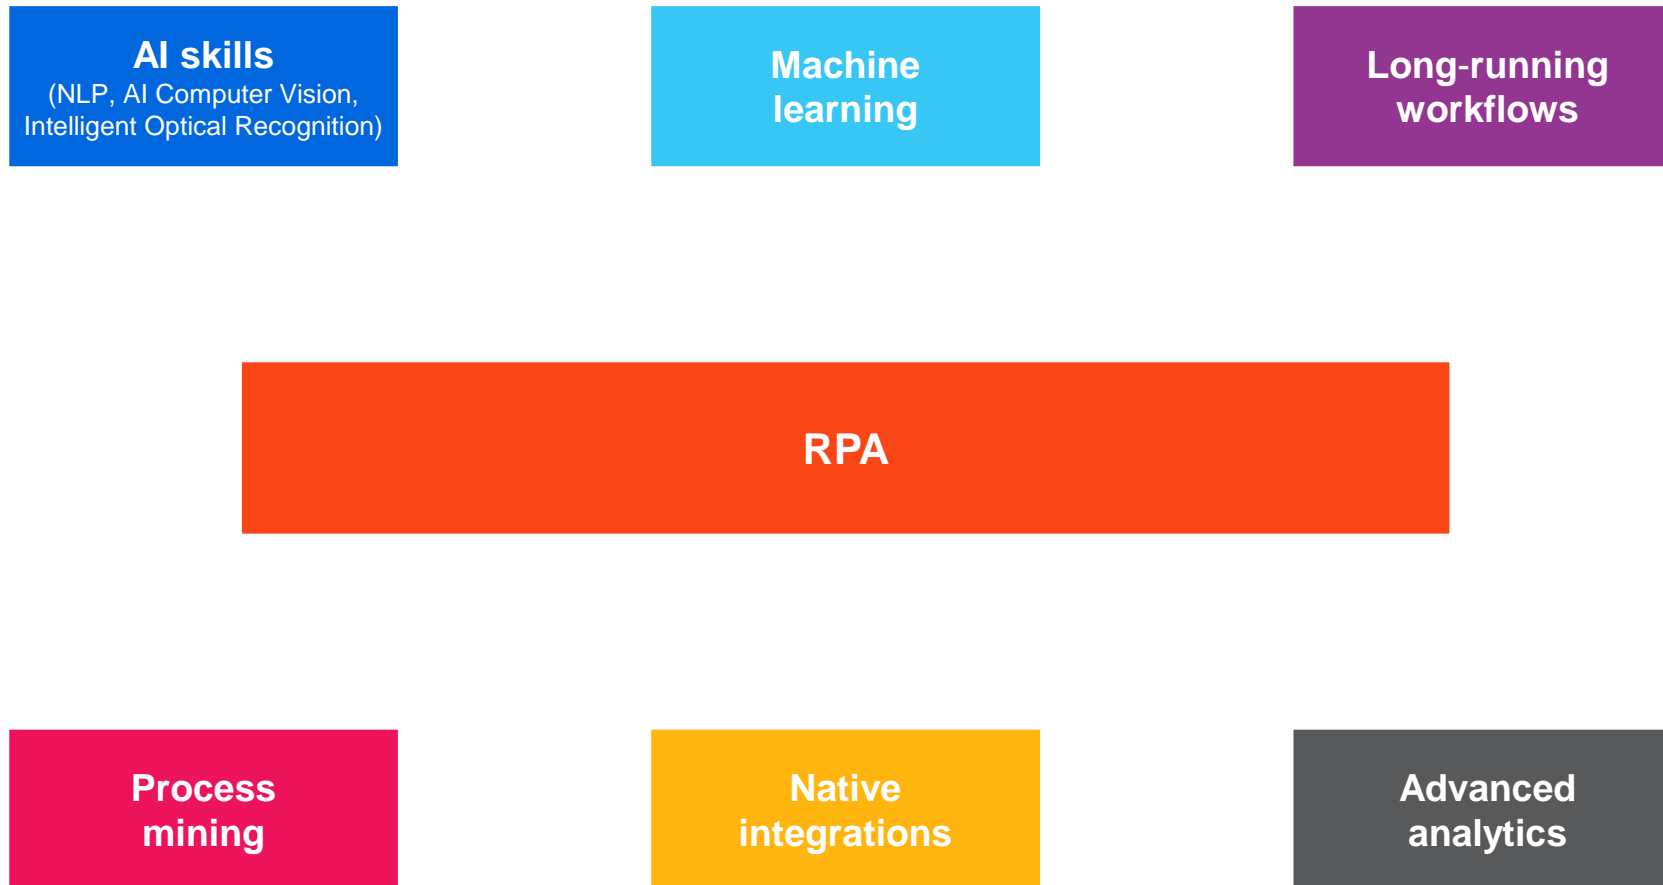 AI skills
(NLP, AI Computer Vision,
Intelligent Optical Recognition)
Machine
learning
Long-running
workflows
RPA
Process
mining
Native
integrations
Advanced
analytics